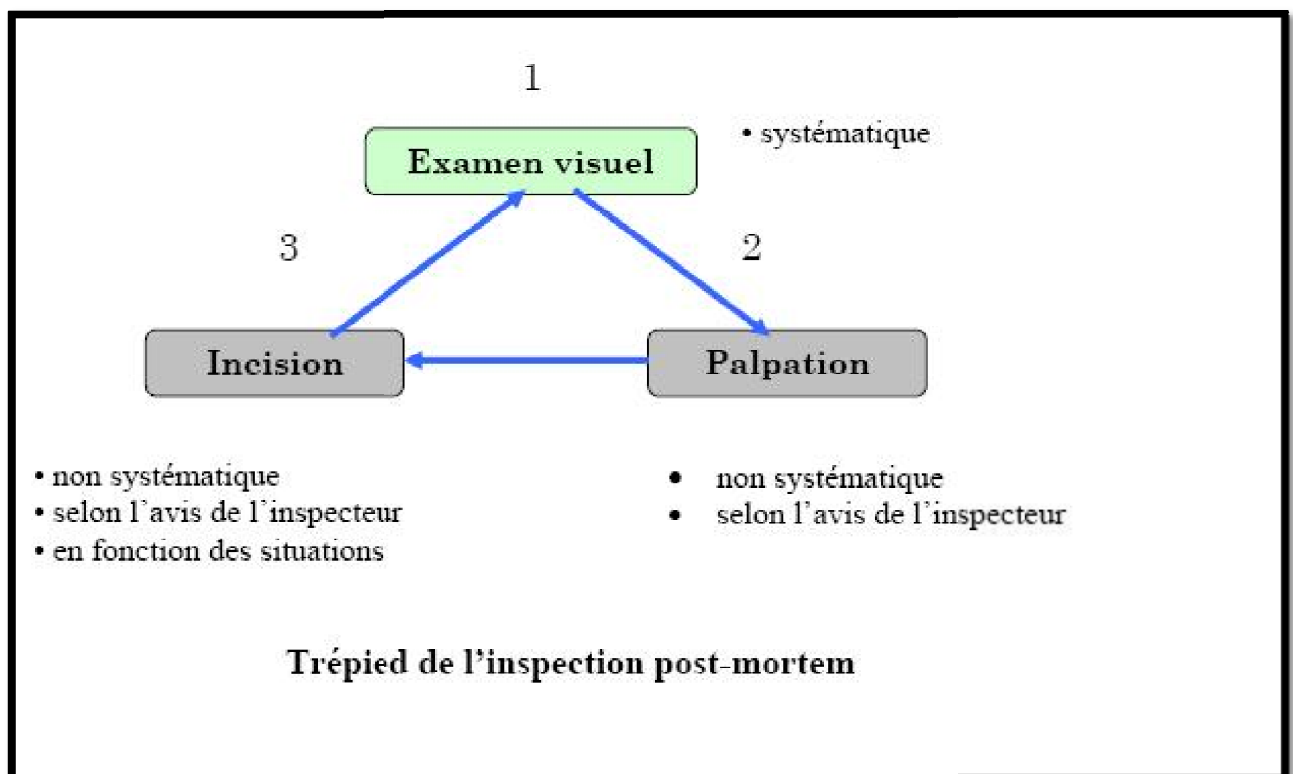 1
Examen visuel
• systématique
3
2
Incision
Palpation
• non systématique
• selon l’avis de l’inspecteur
• en fonction des situations
• non systématique
• selon l’avis de l’inspecteur
Trépied de l’inspection post-mortem